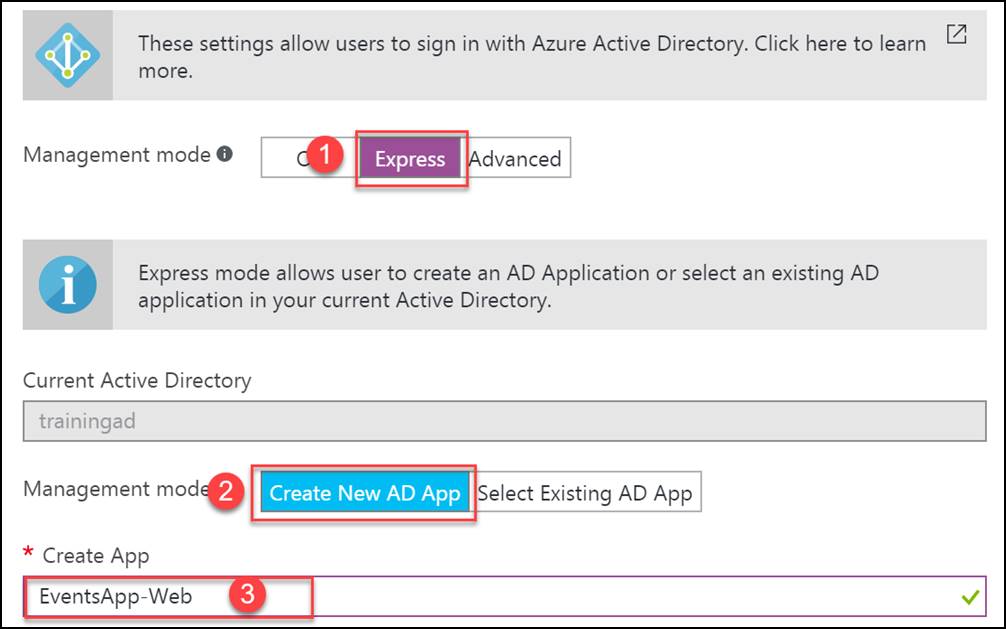 These settings allow users to sign in with Azure Active Directory. Click here to learn
more.
Management mode 1 Express Advanced
Express mode allows user to create an AD Application or select an existing AD
application in your current Active Directory.
Current Active Directory
trainingad
Management mode 2 Create New AD App Select Existing AD App
* Create App
EventsApp-Web 3